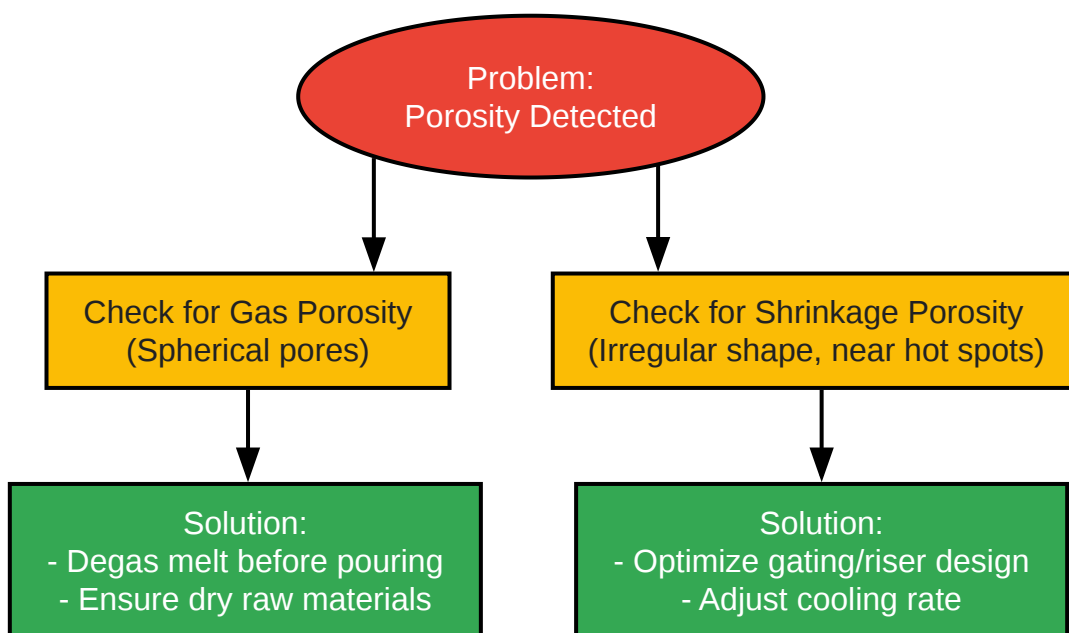 Problem:
Porosity Detected
Check for Gas Porosity
(Spherical pores)
Check for Shrinkage Porosity
(Irregular shape, near hot spots)
Solution:
- Degas melt before pouring
- Ensure dry raw materials
Solution:
- Optimize gating/riser design
- Adjust cooling rate